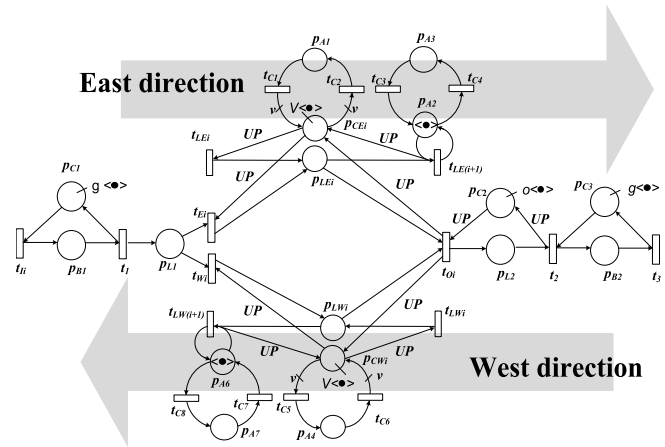 East direction
p_A1
p_A3
t_C1
t_C2
t_C3
t_C4
p_A2
v
v
V<●>
p_CEi
<●>
t_LEi
UP
UP
t_LE(i+1)
UP
p_LEi
UP
p_C1
g <●>
p_C2
o<●>
p_C3
g<●>
UP
UP
t_Ei
t_Ii
p_B1
t_1
p_L1
t_Wi
t_Oi
p_L2
t_2
p_B2
t_3
t_LW(i+1)
UP
p_LWi
UP
t_LWi
UP
UP
<●>
p_CWi
West direction
p_A6
v
V<●>
v
t_C8
t_C7
t_C5
t_C6
p_A7
p_A4